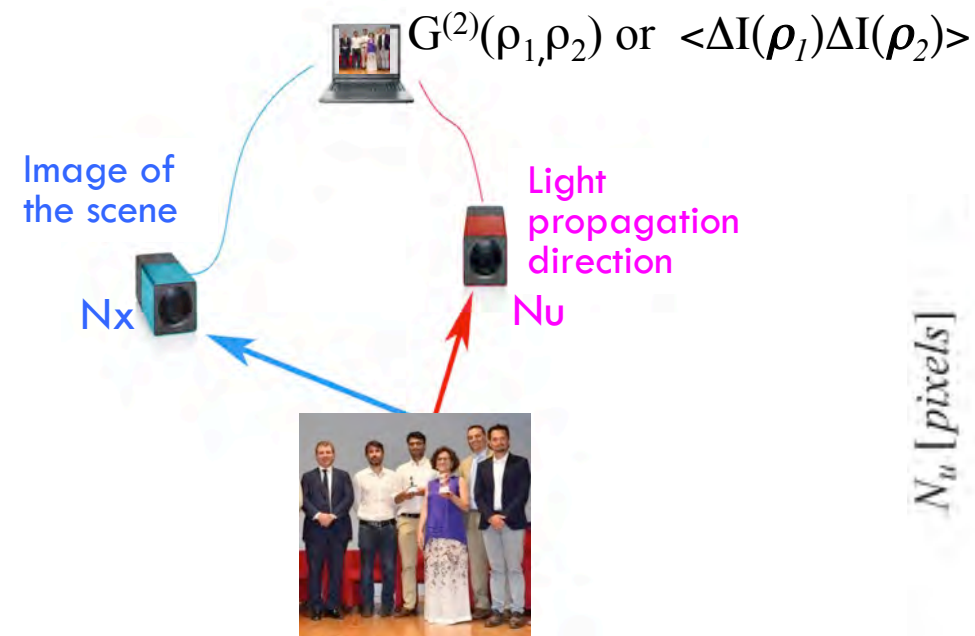 G⁽²⁾(ρ₁,ρ₂) or <ΔI(ρ₁)ΔI(ρ₂)>
Image of
the scene
Light
propagation
direction
Nx
Nu
Nᵤ [pixels]